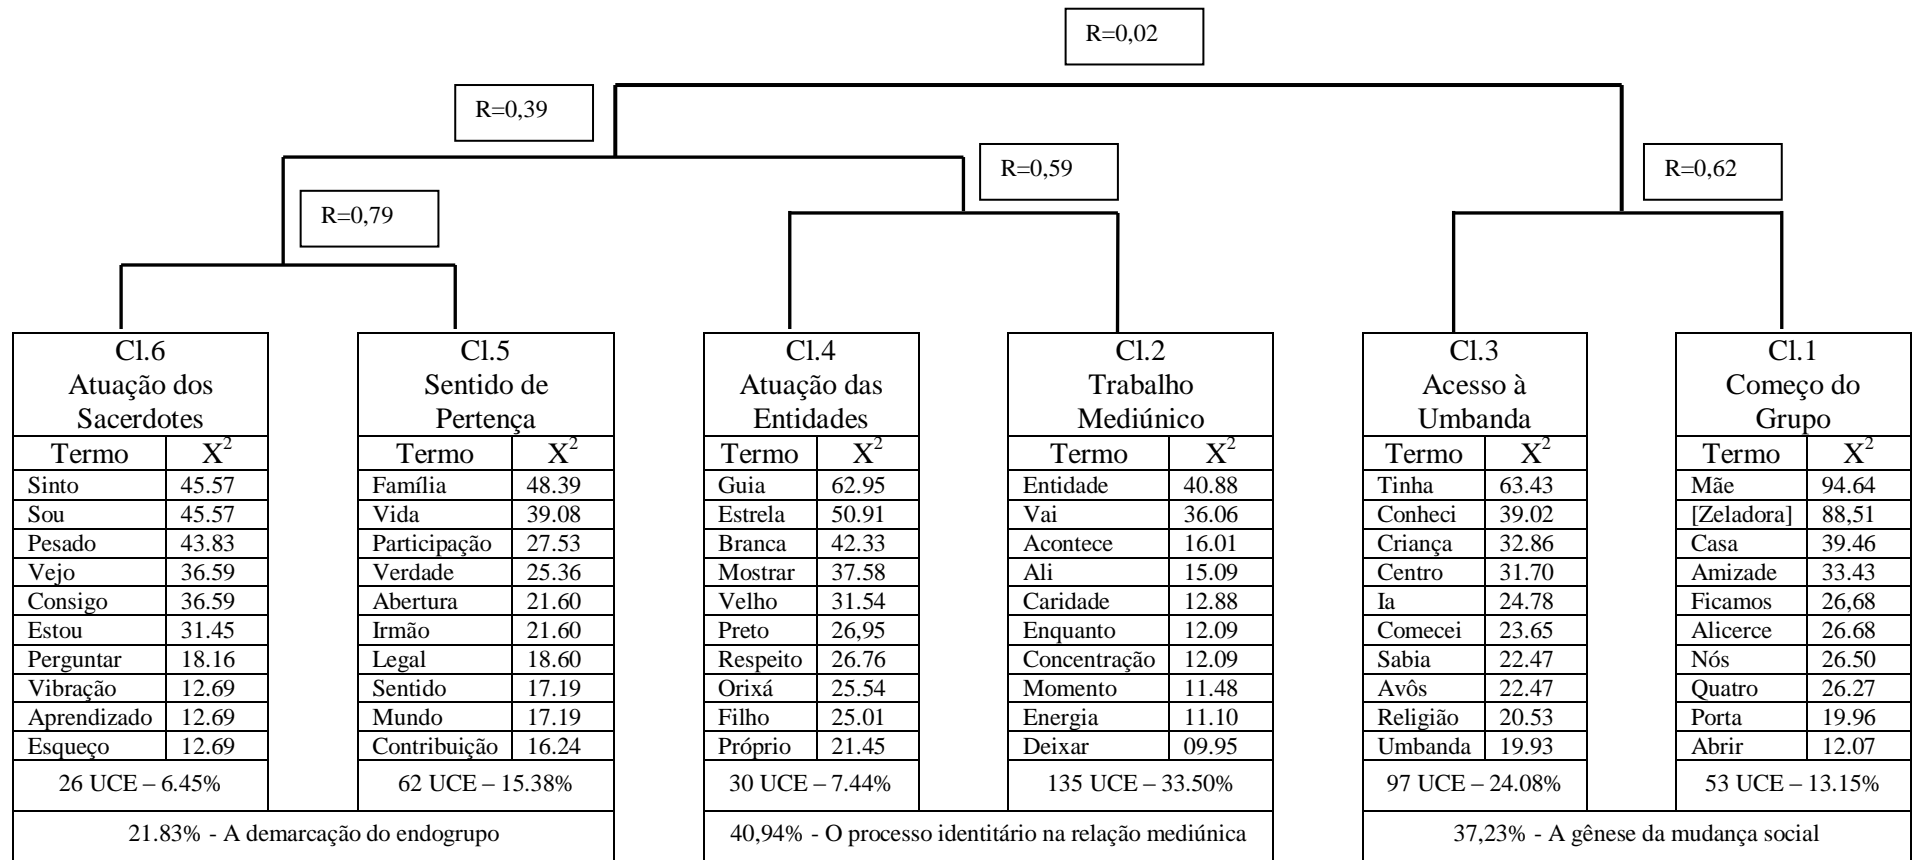 R=0,02
R=0,39
R=0,59
R=0,62
R=0,79
Cl.6
Atuação dos
Sacerdotes
Termo X²
Sinto 45.57
Sou 45.57
Pesado 43.83
Vejo 36.59
Consigo 36.59
Estou 31.45
Perguntar 18.16
Vibração 12.69
Aprendizado 12.69
Esqueço 12.69
26 UCE – 6.45%
Cl.5
Sentido de
Pertença
Termo X²
Família 48.39
Vida 39.08
Participação 27.53
Verdade 25.36
Abertura 21.60
Irmão 21.60
Legal 18.60
Sentido 17.19
Mundo 17.19
Contribuição 16.24
62 UCE – 15.38%
21.83% - A demarcação do endogrupo
Cl.4
Atuação das
Entidades
Termo X²
Guia 62.95
Estrela 50.91
Branca 42.33
Mostrar 37.58
Velho 31.54
Preto 26,95
Respeito 26.76
Orixá 25.54
Filho 25.01
Próprio 21.45
30 UCE – 7.44%
Cl.2
Trabalho
Mediúnico
Termo X²
Entidade 40.88
Vai 36.06
Acontece 16.01
Ali 15.09
Caridade 12.88
Enquanto 12.09
Concentração 12.09
Momento 11.48
Energia 11.10
Deixar 09.95
135 UCE – 33.50%
40,94% - O processo identitário na relação mediúnica
Cl.3
Acesso à
Umbanda
Termo X²
Tinha 63.43
Conheci 39.02
Criança 32.86
Centro 31.70
Ia 24.78
Comecei 23.65
Sabia 22.47
Avôs 22.47
Religião 20.53
Umbanda 19.93
97 UCE – 24.08%
Cl.1
Começo do
Grupo
Termo X²
Mãe 94.64
[Zeladora] 88,51
Casa 39.46
Amizade 33.43
Ficamos 26,68
Alicerce 26.68
Nós 26.50
Quatro 26.27
Porta 19.96
Abrir 12.07
53 UCE – 13.15%
37,23% - A gênese da mudança social